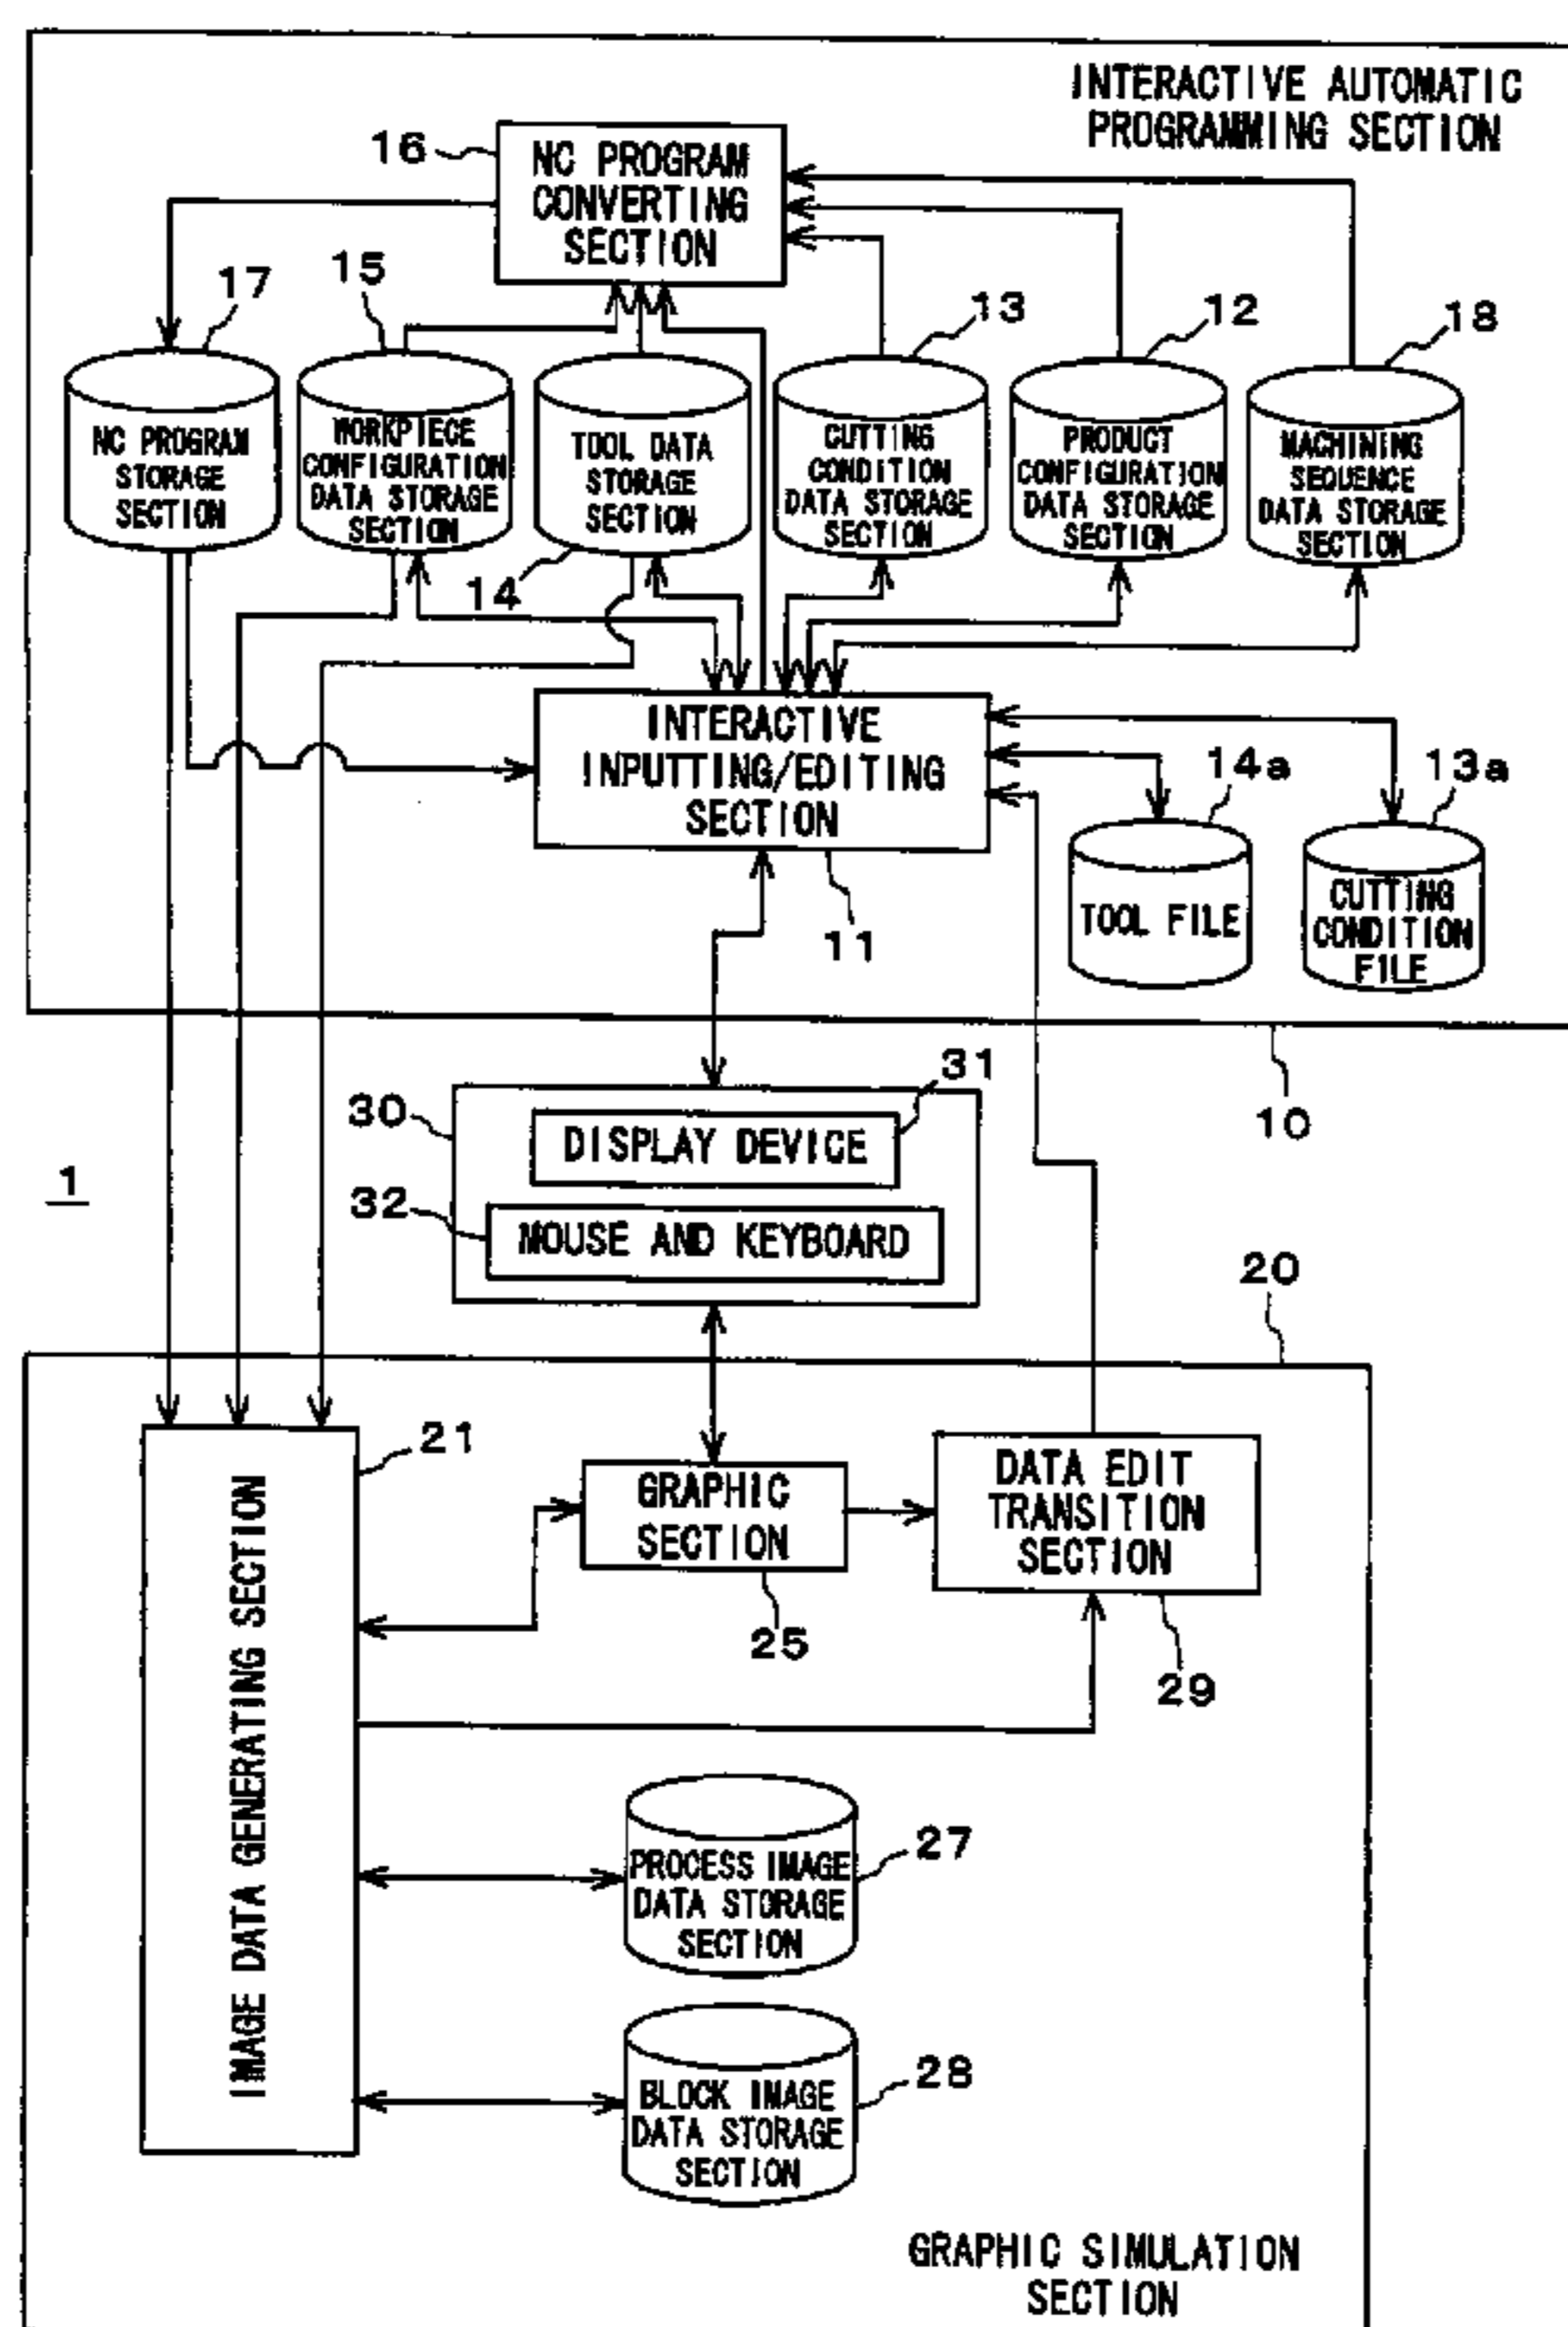 INTERACTIVE AUTOMATIC
PROGRAMMING SECTION
16
NC PROGRAM
CONVERTING
SECTION
17
15
13
12
18
NC PROGRAM
STORAGE
SECTION
WORKPIECE
CONFIGURATION
DATA STORAGE
SECTION
TOOL DATA
STORAGE
SECTION
CUTTING
CONDITION
DATA STORAGE
SECTION
PRODUCT
CONFIGURATION
DATA STORAGE
SECTION
MACHINING
SEQUENCE
DATA STORAGE
SECTION
14
INTERACTIVE
INPUTTING/EDITING
SECTION
11
14a
13a
TOOL FILE
CUTTING
CONDITION
FILE
10
30
31
DISPLAY DEVICE
1
32
MOUSE AND KEYBOARD
20
21
IMAGE DATA GENERATING SECTION
GRAPHIC
SECTION
25
DATA EDIT
TRANSITION
SECTION
29
PROCESS IMAGE
DATA STORAGE
SECTION
27
BLOCK IMAGE
DATA STORAGE
SECTION
28
GRAPHIC SIMULATION
SECTION